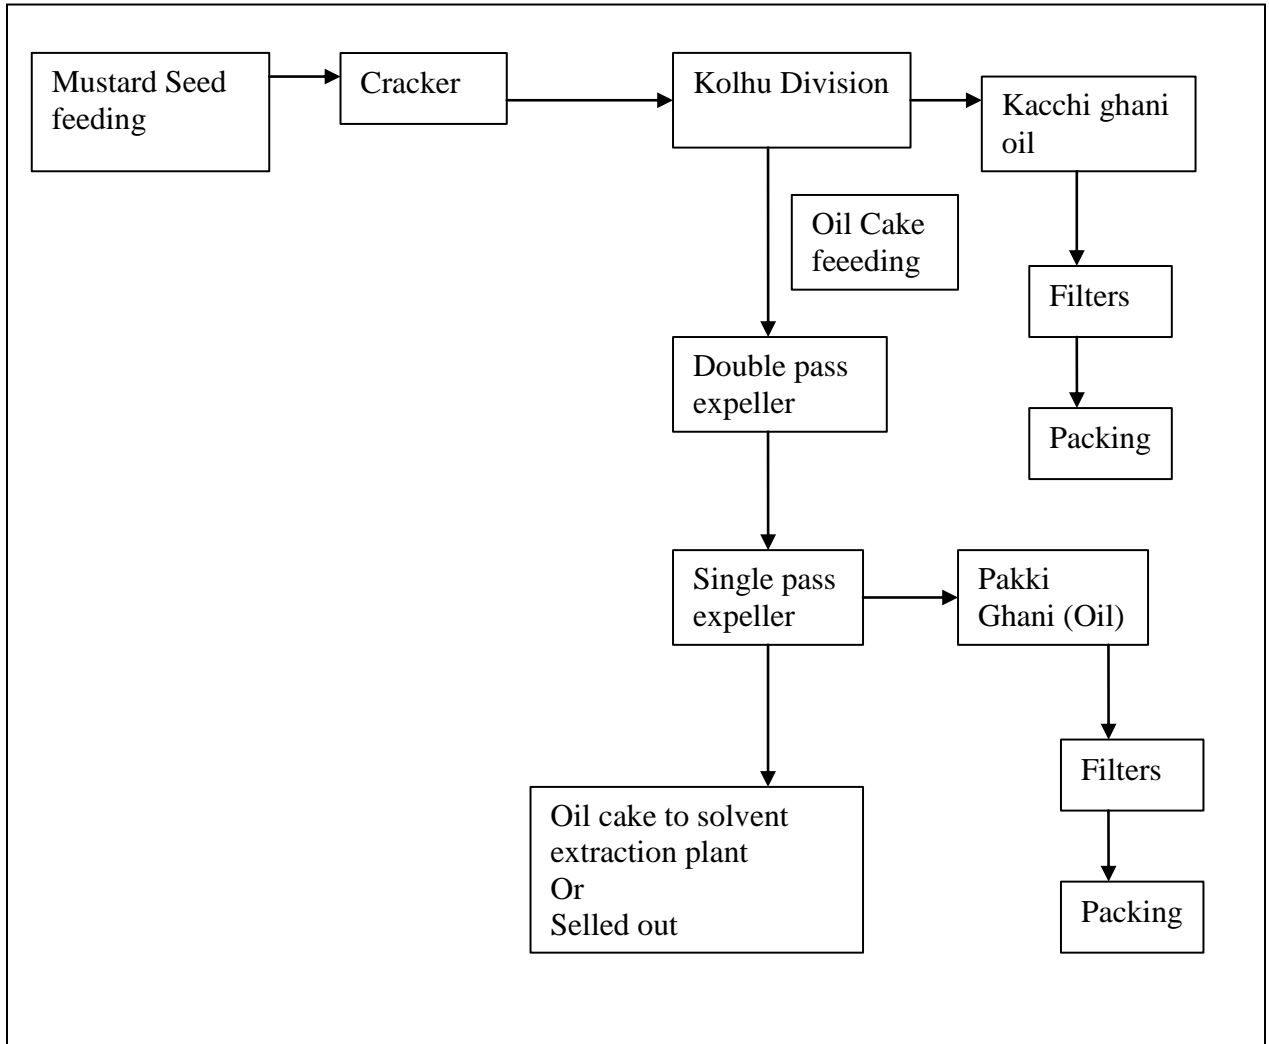 Mustard Seed
feeding
Cracker
Kolhu Division
Kacchi ghani
oil
Oil Cake
feeeding
Filters
Double pass
expeller
Packing
Single pass
expeller
Pakki
Ghani (Oil)
Filters
Oil cake to solvent
extraction plant
Or
Selled out
Packing